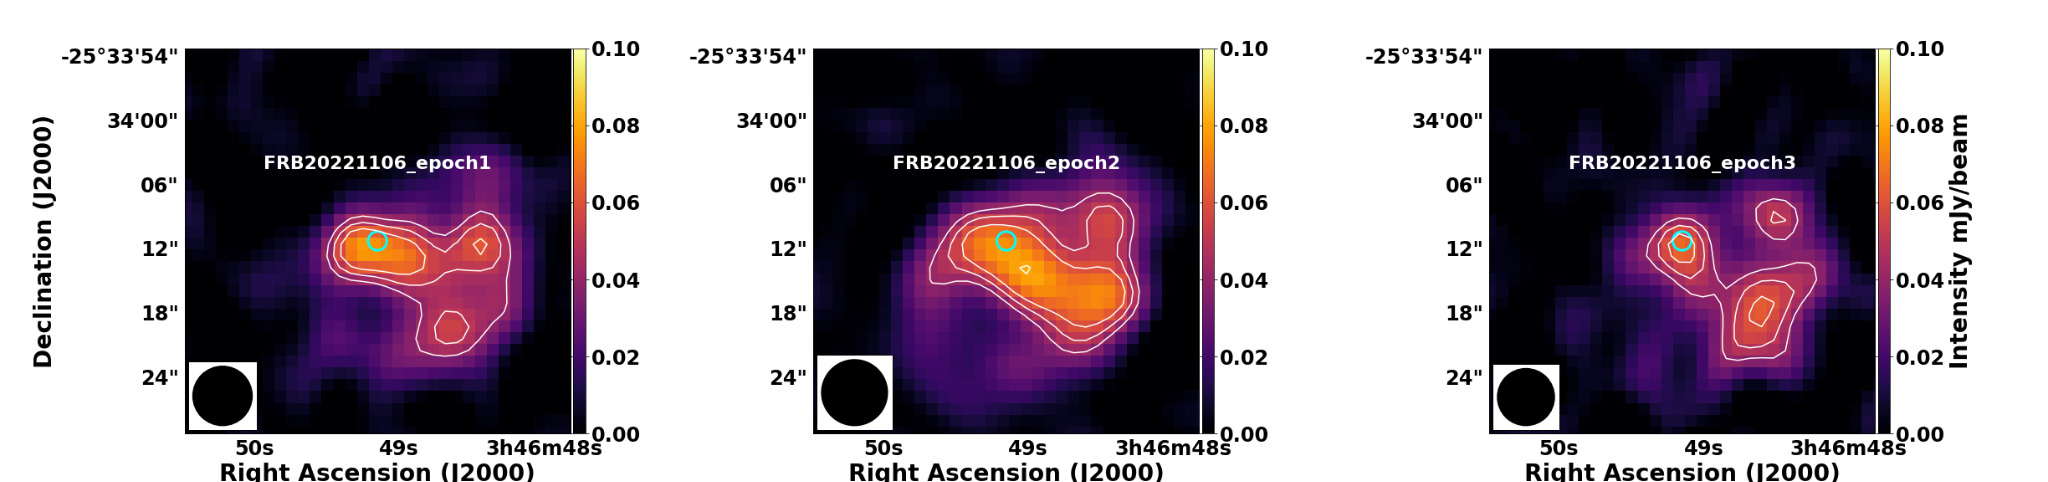 Declination (J2000)
-25°33'54"
34'00"
06"
12"
18"
24"
FRB20221106_epoch1
50s
49s
3h46m48s
Right Ascension (J2000)
0.10
0.08
0.06
0.04
0.02
0.00
-25°33'54"
34'00"
06"
12"
18"
24"
FRB20221106_epoch2
50s
49s
3h46m48s
Right Ascension (J2000)
0.10
0.08
0.06
0.04
0.02
0.00
-25°33'54"
34'00"
06"
12"
18"
24"
FRB20221106_epoch3
50s
49s
3h46m48s
Right Ascension (J2000)
0.10
0.08
0.06
0.04
0.02
0.00
Intensity mJy/beam